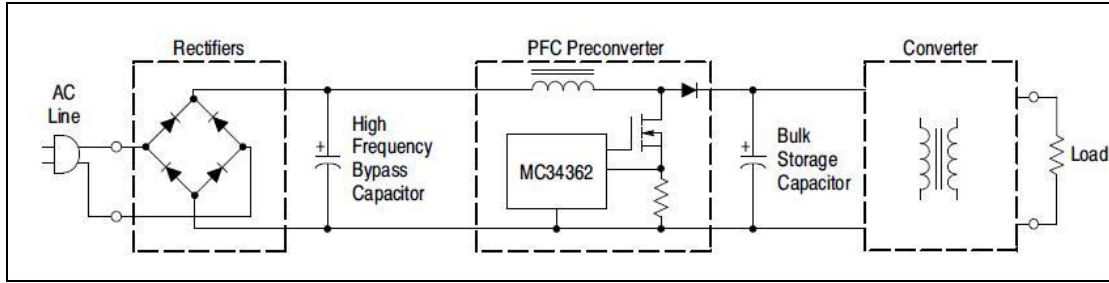 Rectifiers
PFC Preconverter
Converter
AC
Line
+
High
Frequency
Bypass
Capacitor
MC34362
+
Bulk
Storage
Capacitor
Load